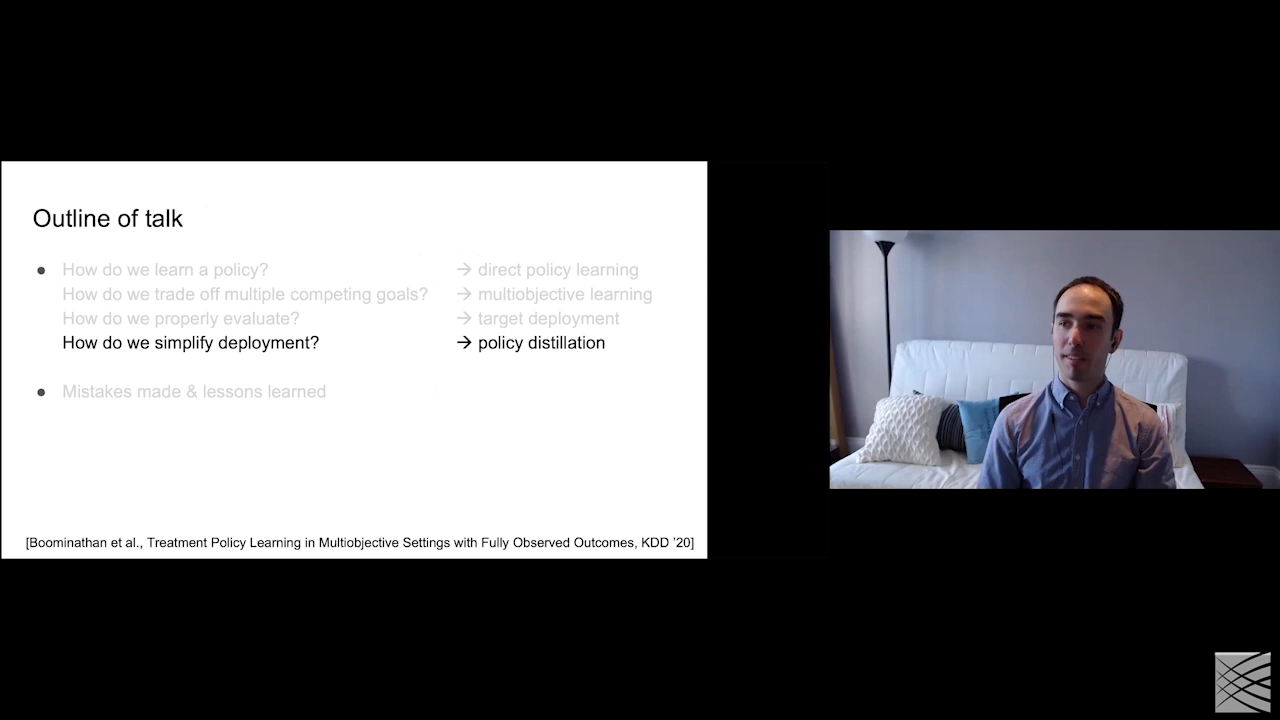 Outline of talk
● How do we learn a policy? → direct policy learning
How do we trade off multiple competing goals? → multiobjective learning
How do we properly evaluate? → target deployment
How do we simplify deployment? → policy distillation
● Mistakes made & lessons learned
[Boominathan et al., Treatment Policy Learning in Multiobjective Settings with Fully Observed Outcomes, KDD '20]